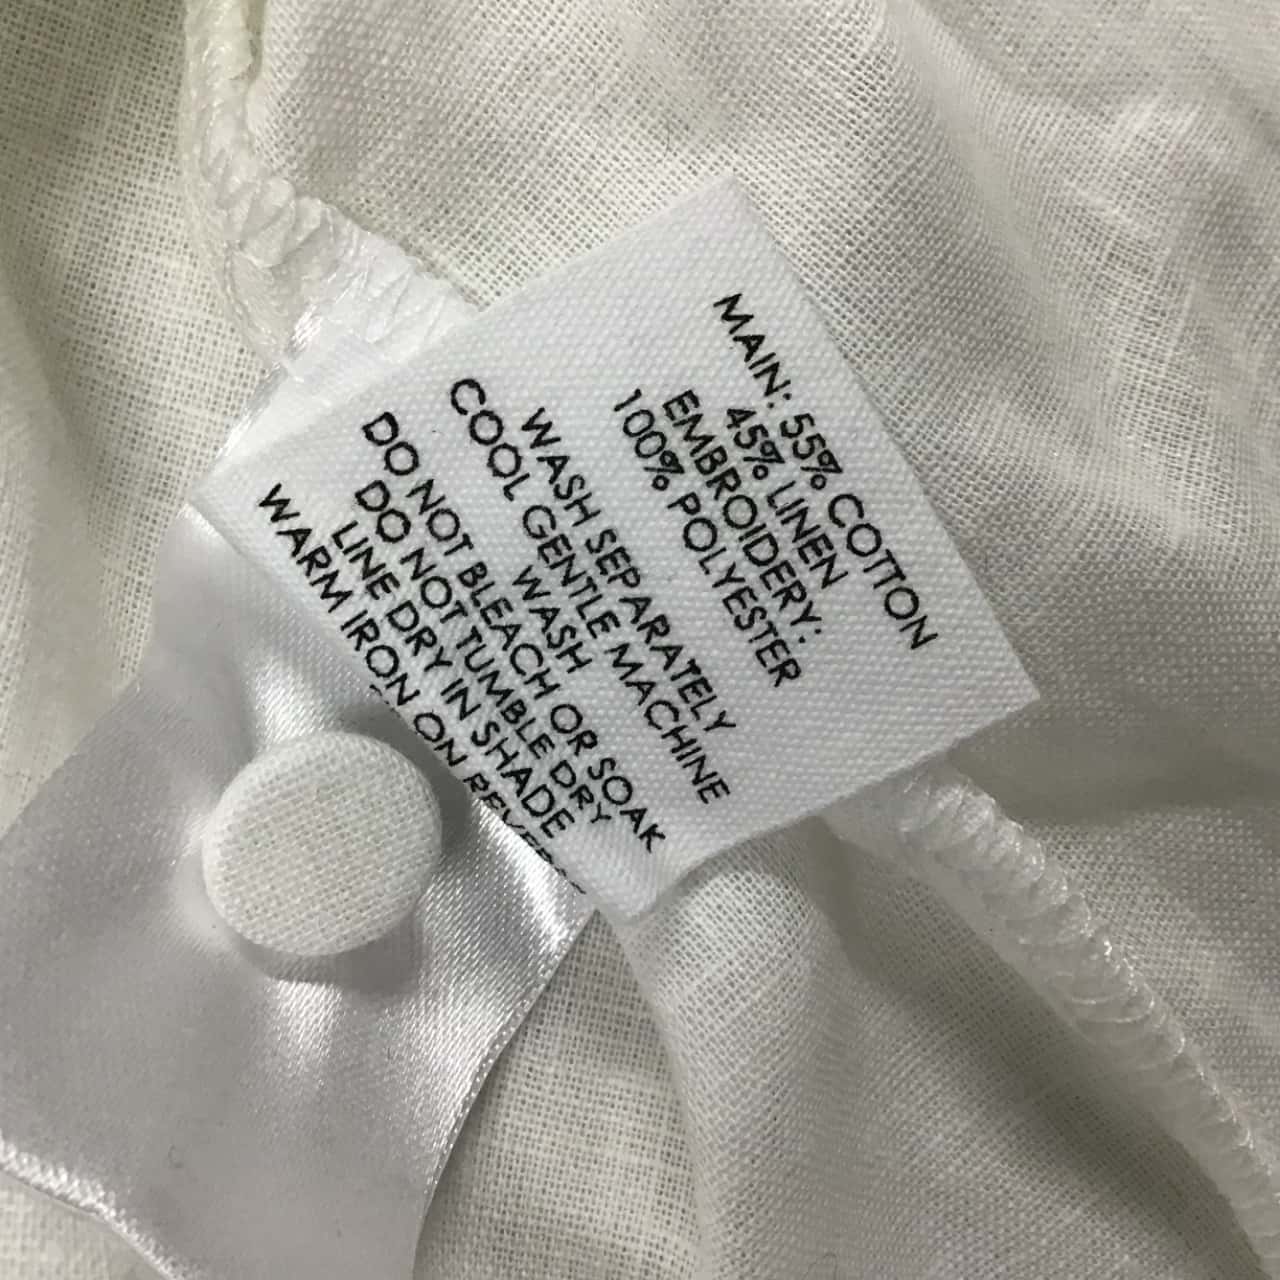 MAIN: 55% COTTON
45% LINEN
EMBROIDERY:
100% POLYESTER
WASH SEPARATELY
COOL GENTLE MACHINE
WASH
DO NOT BLEACH OR SOAK
DO NOT TUMBLE DRY
LINE DRY IN SHADE
WARM IRON ON REVERSE